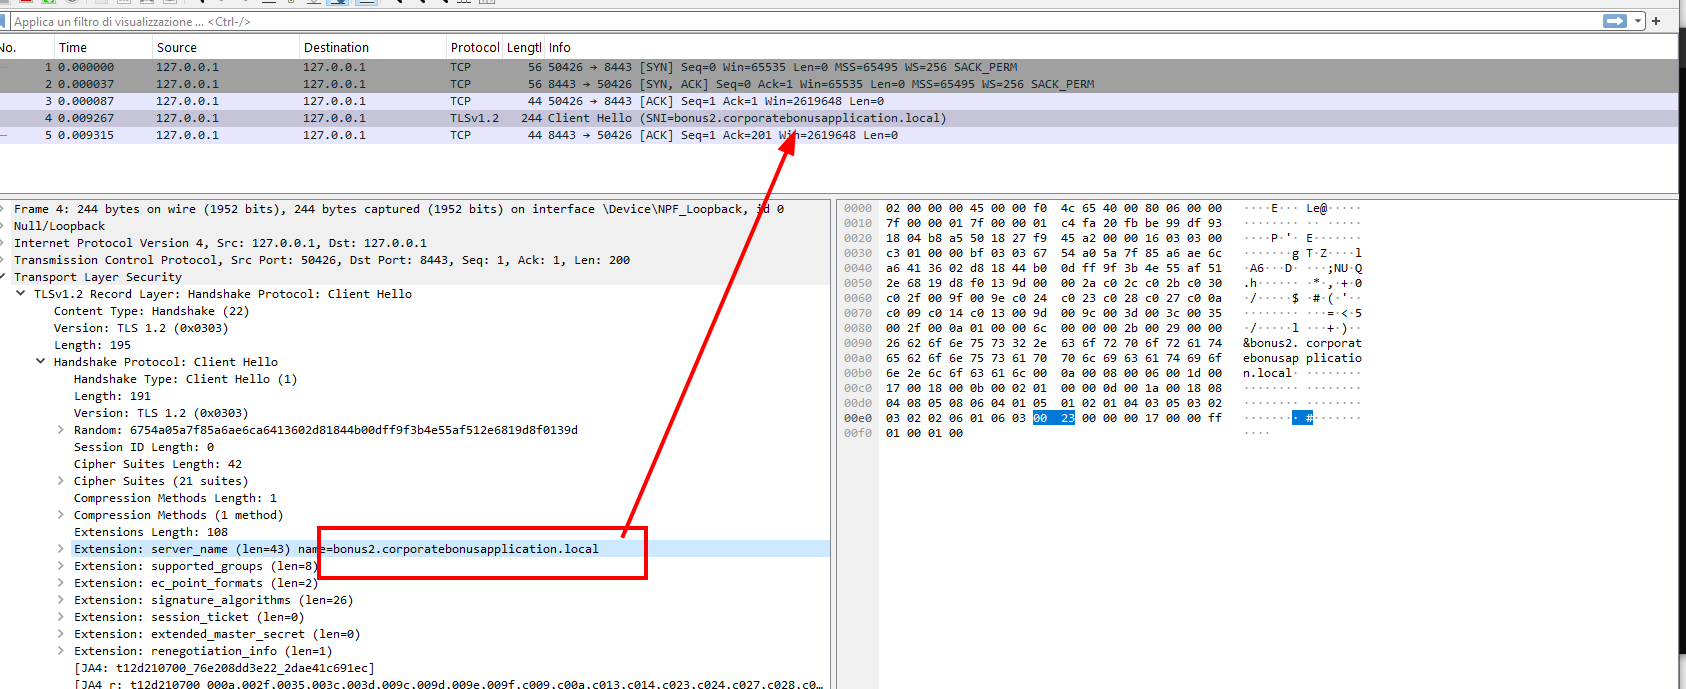 Applica un filtro di visualizzazione ... <Ctrl-/>
No. Time Source Destination Protocol Lengtl Info
1 0.000000 127.0.0.1 127.0.0.1 TCP 56 50426 → 8443 [SYN] Seq=0 Win=65535 Len=0 MSS=65495 WS=256 SACK_PERM
2 0.000037 127.0.0.1 127.0.0.1 TCP 56 8443 → 50426 [SYN, ACK] Seq=0 Ack=1 Win=65535 Len=0 MSS=65495 WS=256 SACK_PERM
3 0.000087 127.0.0.1 127.0.0.1 TCP 44 50426 → 8443 [ACK] Seq=1 Ack=1 Win=2619648 Len=0
4 0.009267 127.0.0.1 127.0.0.1 TLSv1.2 244 Client Hello (SNI=bonus2.corporatebonusapplication.local)
5 0.009315 127.0.0.1 127.0.0.1 TCP 44 8443 → 50426 [ACK] Seq=1 Ack=201 Win=2619648 Len=0
Frame 4: 244 bytes on wire (1952 bits), 244 bytes captured (1952 bits) on interface \Device\NPF_Loopback, id 0
Null/Loopback
Internet Protocol Version 4, Src: 127.0.0.1, Dst: 127.0.0.1
Transmission Control Protocol, Src Port: 50426, Dst Port: 8443, Seq: 1, Ack: 1, Len: 200
Transport Layer Security
TLSv1.2 Record Layer: Handshake Protocol: Client Hello
Content Type: Handshake (22)
Version: TLS 1.2 (0x0303)
Length: 195
Handshake Protocol: Client Hello
Handshake Type: Client Hello (1)
Length: 191
Version: TLS 1.2 (0x0303)
Random: 6754a05a7f85a6ae6ca6413602d81844b00dff9f3b4e55af512e6819d8f0139d
Session ID Length: 0
Cipher Suites Length: 42
Cipher Suites (21 suites)
Compression Methods Length: 1
Compression Methods (1 method)
Extensions Length: 108
Extension: server_name (len=43) name=bonus2.corporatebonusapplication.local
Extension: supported_groups (len=8)
Extension: ec_point_formats (len=2)
Extension: signature_algorithms (len=26)
Extension: session_ticket (len=0)
Extension: extended_master_secret (len=0)
Extension: renegotiation_info (len=1)
[JA4: t12d210700_76e208dd3e22_2dae41c691ec]
[JA4_r: t12d210700_000a,002f,0035,003c,003d,009c,009d,009e,009f,c009,c00a,c013,c014,c023,c024,c027,c028,c0…
0000 02 00 00 00 45 00 00 f0 4c 65 40 00 80 06 00 00 ····E··· Le@·····
0010 7f 00 00 01 7f 00 00 01 c4 fa 20 fb be 99 df 93 ········ ·· ·····
0020 18 04 b8 a5 50 18 27 f9 45 a2 00 00 16 03 03 00 ····P·'· E·······
0030 c3 01 00 00 bf 03 03 67 54 a0 5a 7f 85 a6 ae 6c ·······g T·Z····l
0040 a6 41 36 02 d8 18 44 b0 0d ff 9f 3b 4e 55 af 51 ·A6···D· ···;NU·Q
0050 2e 68 19 d8 f0 13 9d 00 00 2a c0 2c c0 2b c0 30 .h······ ·*·,·+·0
0060 c0 2f 00 9f 00 9e c0 24 c0 23 c0 28 c0 27 c0 0a ·/·····$ ·#·(·'··
0070 c0 09 c0 14 c0 13 00 9d 00 9c 00 3d 00 3c 00 35 ········ ···=·<·5
0080 00 2f 00 0a 01 00 00 6c 00 00 00 2b 00 29 00 00 ·/·····l ···+·)··
0090 26 62 6f 6e 75 73 32 2e 63 6f 72 70 6f 72 61 74 &bonus2. corporat
00a0 65 62 6f 6e 75 73 61 70 70 6c 69 63 61 74 69 6f ebonusap plicatio
00b0 6e 2e 6c 6f 63 61 6c 00 0a 00 08 00 06 00 1d 00 n.local· ········
00c0 17 00 18 00 0b 00 02 01 00 00 0d 00 1a 00 18 08 ········ ········
00d0 04 08 05 08 06 04 01 05 01 02 01 04 03 05 03 02 ········ ········
00e0 03 02 02 06 01 06 03 00 23 00 00 00 17 00 00 ff ········ #·······
00f0 01 00 01 00 ····